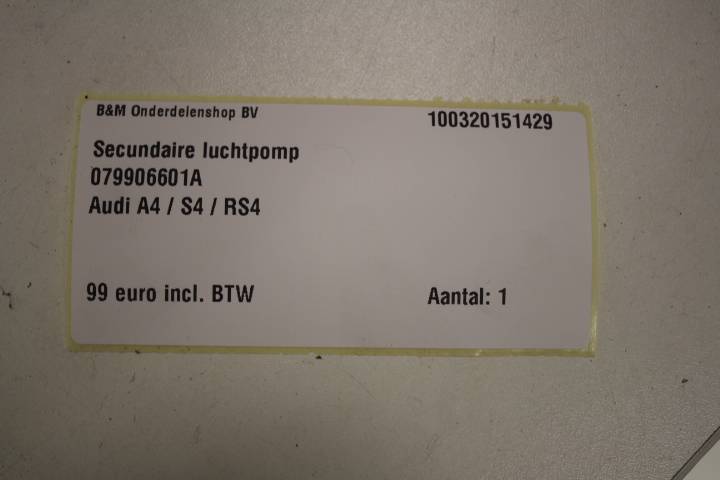 B&M Onderdelenshop BV
100320151429
Secundaire luchtpomp
079906601A
Audi A4 / S4 / RS4
99 euro incl. BTW
Aantal: 1